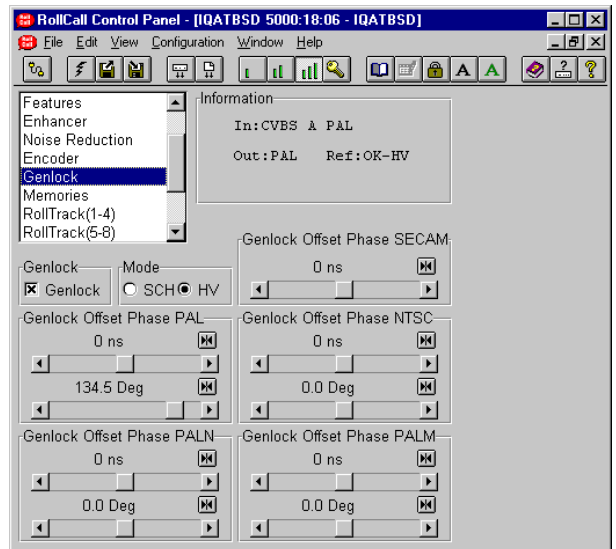 RollCall Control Panel - [IQATBSD 5000:18:06 - IQATBSD]
File Edit View Configuration Window Help
A A
Features
Enhancer
Noise Reduction
Encoder
Genlock
Memories
RollTrack(1-4)
RollTrack(5-8)
Information
In:CVBS A PAL
Out:PAL Ref:OK-HV
Genlock
Genlock
Mode
SCH HV
Genlock Offset Phase SECAM
0 ns
Genlock Offset Phase PAL
0 ns
134.5 Deg
Genlock Offset Phase NTSC
0 ns
0.0 Deg
Genlock Offset Phase PALN
0 ns
0.0 Deg
Genlock Offset Phase PALM
0 ns
0.0 Deg